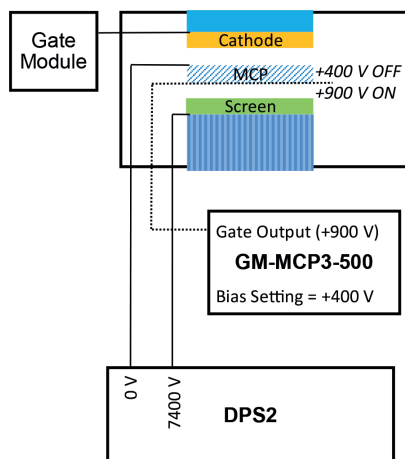 Gate
Module
Cathode
MCP
+400 V OFF
+900 V ON
Screen
Gate Output (+900 V)
GM-MCP3-500
Bias Setting = +400 V
0 V
7400 V
DPS2